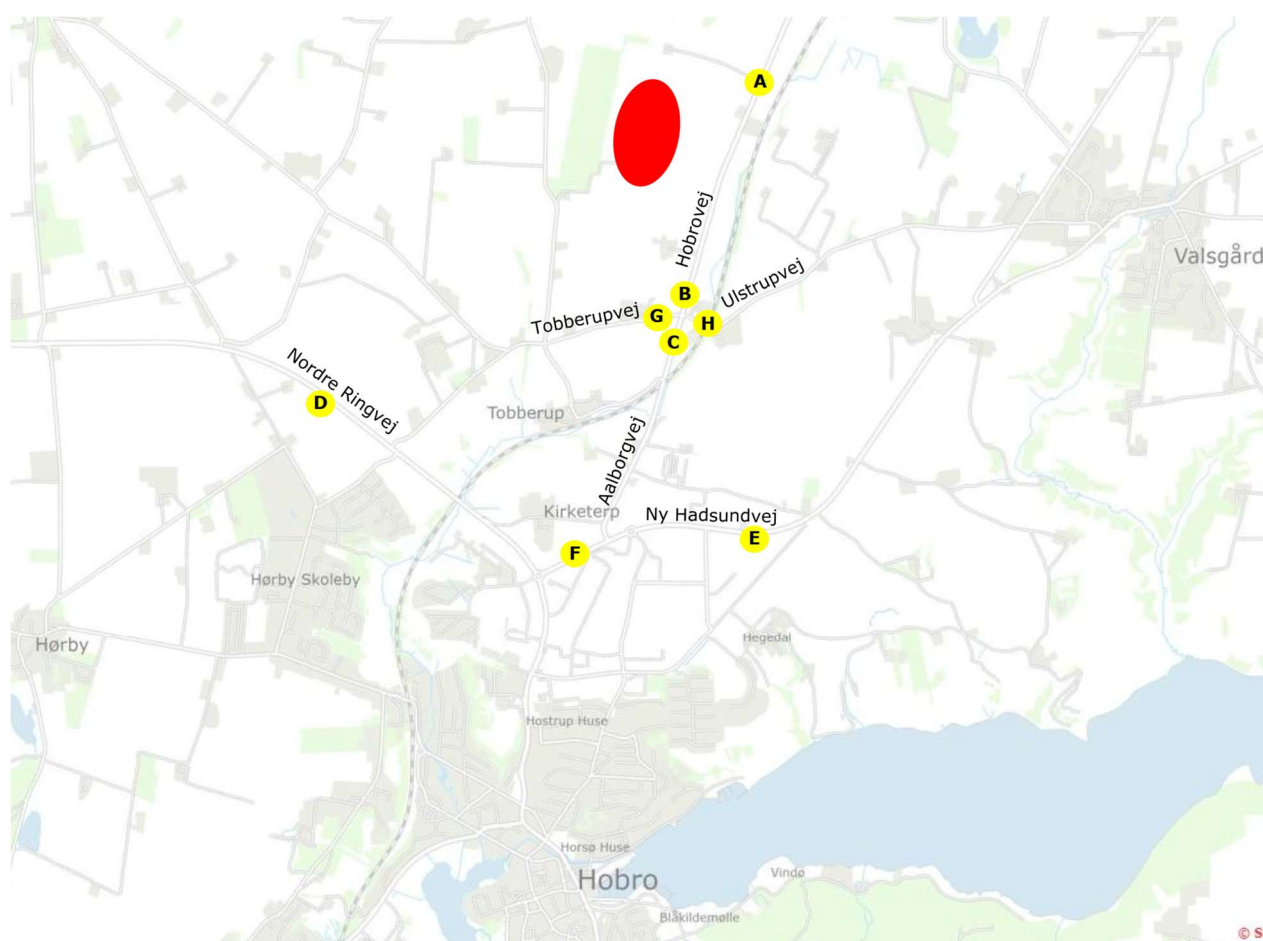 A
Hobrovej
Valsgård
Ulstrupvej
B
Tobberupvej
G
H
C
Nordre Ringvej
D
Tobberup
Aalborgvej
Kirketerp
Ny Hadsundvej
E
F
Hørby Skoleby
Hørby
Hegedal
Hostrup Huse
Horsø Huse
Hobro
Vindø
Blåkildemølle
© S